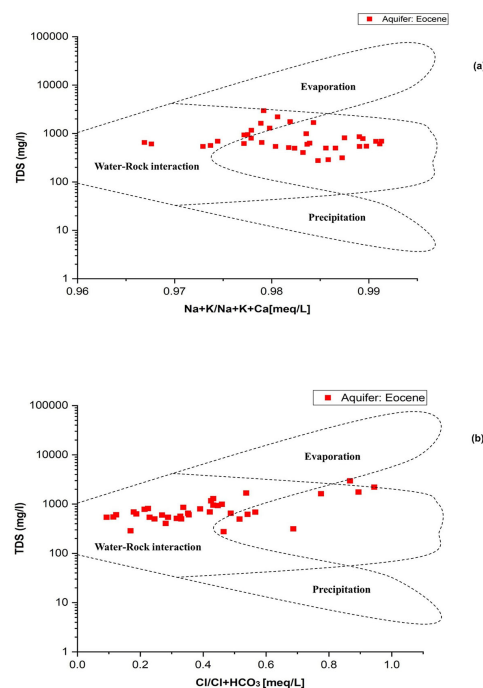 Aquifer: Eocene
(a)
100000
10000
1000
100
10
1
TDS (mg/l)
Evaporation
Water-Rock interaction
Precipitation
0.96 0.97 0.98 0.99
Na+K/Na+K+Ca[meq/L]
Aquifer: Eocene
(b)
100000
10000
1000
100
10
1
TDS (mg/l)
Evaporation
Water-Rock interaction
Precipitation
0.0 0.2 0.4 0.6 0.8 1.0
Cl/Cl+HCO₃ [meq/L]